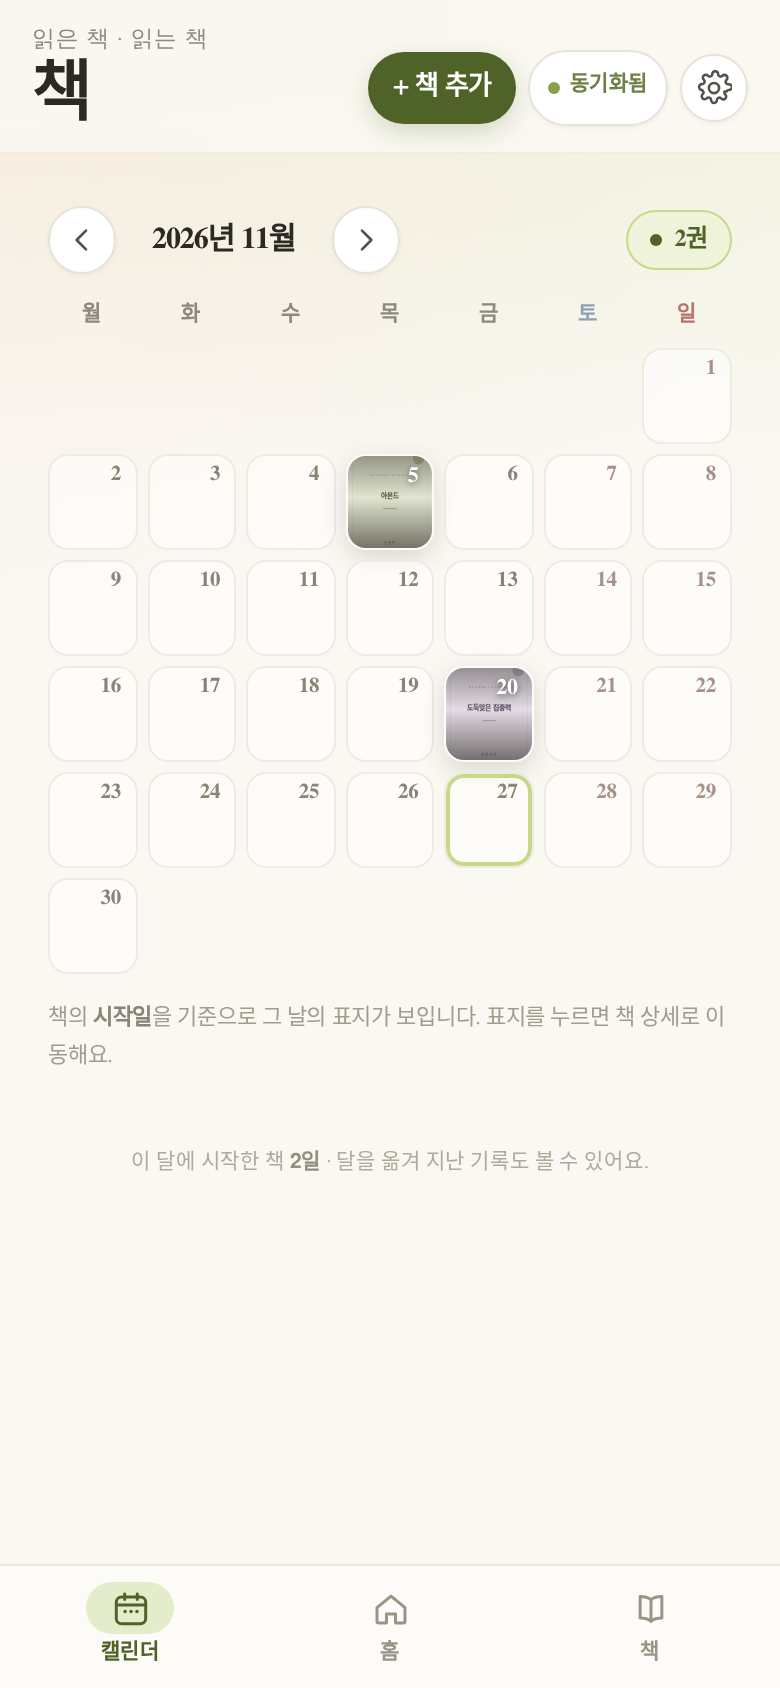 읽은 책 · 읽는 책
책
+ 책 추가
동기화됨
2026년 11월
2권
월 화 수 목 금 토 일
1
2 3 4 5 6 7 8
아몬드
9 10 11 12 13 14 15
16 17 18 19 20 21 22
도둑맞은 집중력
23 24 25 26 27 28 29
30
책의 시작일을 기준으로 그 날의 표지가 보입니다. 표지를 누르면 책 상세로 이
동해요.
이 달에 시작한 책 2일 · 달을 옮겨 지난 기록도 볼 수 있어요.
캘린더 홈 책